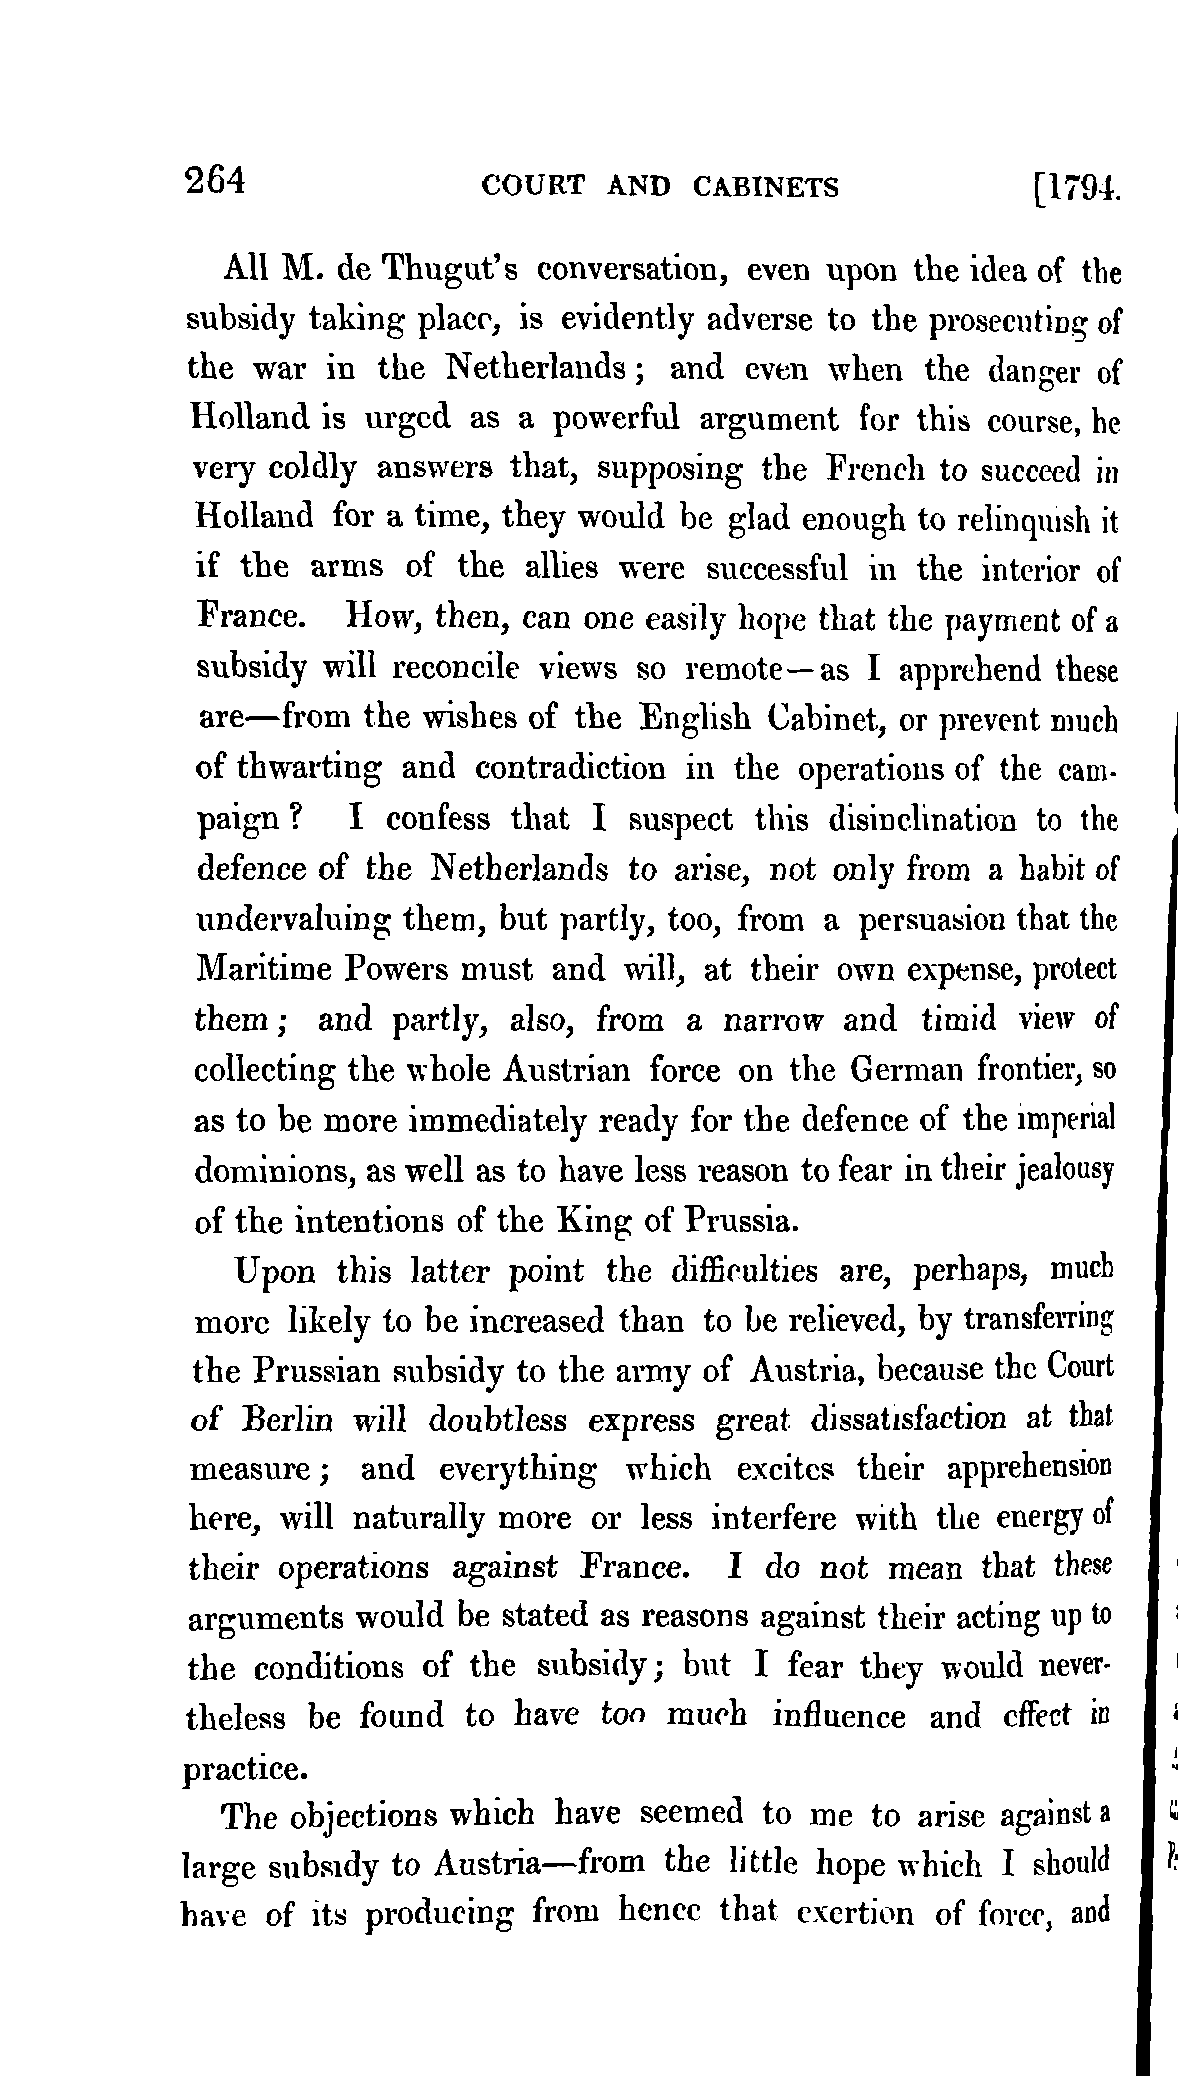 264 COURT AND CABINETS [1794.
All M. de Thugut's conversation, even upon the idea of the
subsidy taking place, is evidently adverse to the prosecuting of
the war in the Netherlands; and even when the danger of
Holland is urged as a powerful argument for this course, he
very coldly answers that, supposing the French to succeed in
Holland for a time, they would be glad enough to relinquish it
if the arms of the allies were successful in the interior of
France. How, then, can one easily hope that the payment of a
subsidy will reconcile views so remote—as I apprehend these
are—from the wishes of the English Cabinet, or prevent much
of thwarting and contradiction in the operations of the cam-
paign? I confess that I suspect this disinclination to the
defence of the Netherlands to arise, not only from a habit of
undervaluing them, but partly, too, from a persuasion that the
Maritime Powers must and will, at their own expense, protect
them; and partly, also, from a narrow and timid view of
collecting the whole Austrian force on the German frontier, so
as to be more immediately ready for the defence of the imperial
dominions, as well as to have less reason to fear in their jealousy
of the intentions of the King of Prussia.
Upon this latter point the difficulties are, perhaps, much
more likely to be increased than to be relieved, by transferring
the Prussian subsidy to the army of Austria, because the Court
of Berlin will doubtless express great dissatisfaction at that
measure; and everything which excites their apprehension
here, will naturally more or less interfere with the energy of
their operations against France. I do not mean that these
arguments would be stated as reasons against their acting up to
the conditions of the subsidy; but I fear they would never-
theless be found to have too much influence and effect in
practice.
The objections which have seemed to me to arise against a
large subsidy to Austria—from the little hope which I should
have of its producing from hence that exertion of force, and